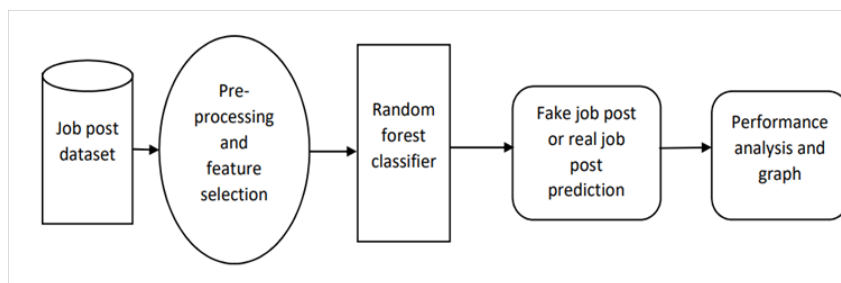 Job post
dataset
Pre-
processing
and
feature
selection
Random
forest
classifier
Fake job post
or real job
post
prediction
Performance
analysis and
graph